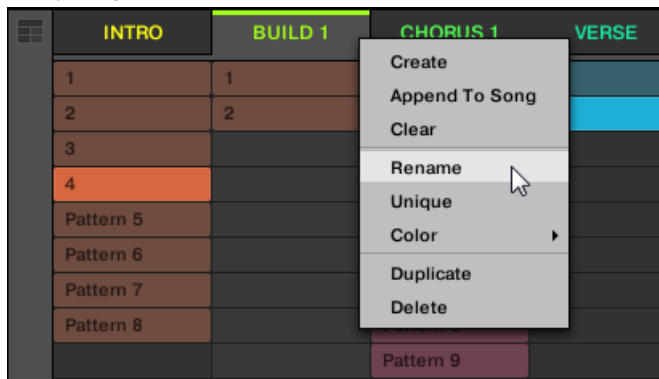 INTRO BUILD 1 CHORUS 1 VERSE
1 1
2 2
3
4
Pattern 5
Pattern 6
Pattern 7
Pattern 8
Pattern 9
Create
Append To Song
Clear
Rename
Unique
Color
Duplicate
Delete